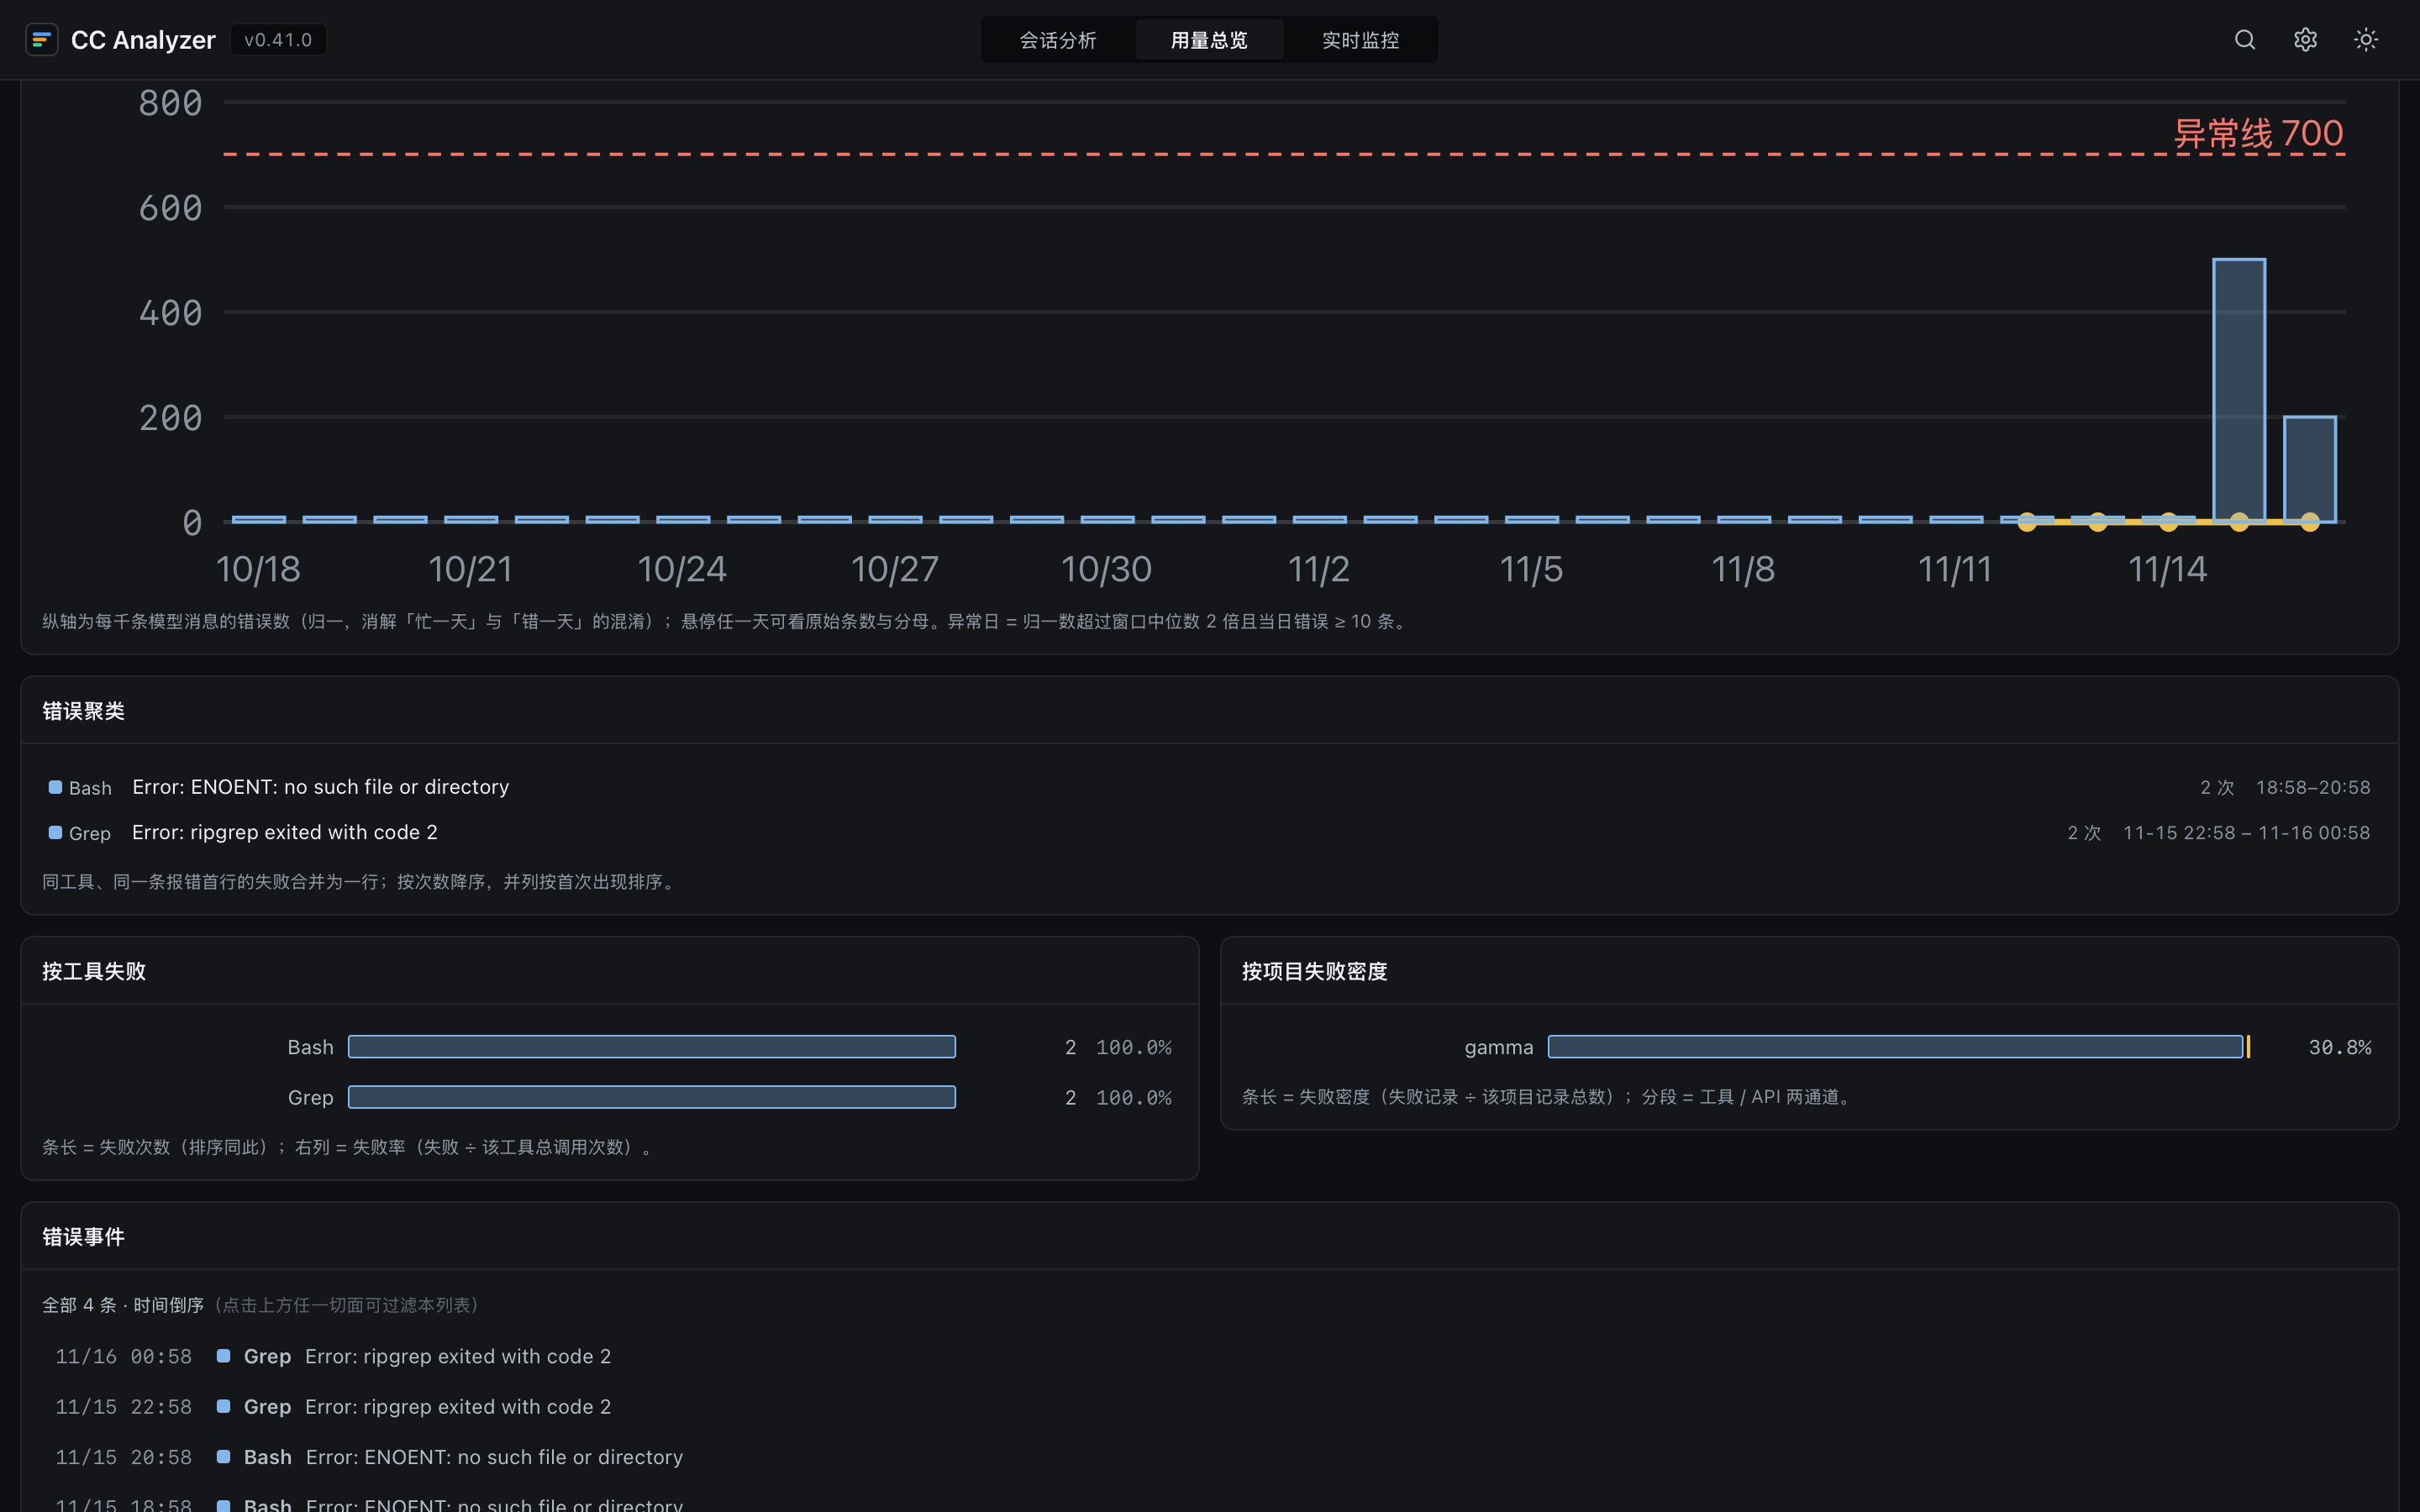 CC Analyzer v0.41.0 会话分析 用量总览 实时监控
800
异常线 700
600
400
200
0
10/18 10/21 10/24 10/27 10/30 11/2 11/5 11/8 11/11 11/14
纵轴为每千条模型消息的错误数（归一，消解「忙一天」与「错一天」的混淆）；悬停任一天可看原始条数与分母。异常日 = 归一数超过窗口中位数 2 倍且当日错误 ≥ 10 条。
错误聚类
Bash Error: ENOENT: no such file or directory 2 次 18:58–20:58
Grep Error: ripgrep exited with code 2 2 次 11-15 22:58 – 11-16 00:58
同工具、同一条报错首行的失败合并为一行；按次数降序，并列按首次出现排序。
按工具失败
Bash 2 100.0%
Grep 2 100.0%
条长 = 失败次数（排序同此）；右列 = 失败率（失败 ÷ 该工具总调用次数）。
按项目失败密度
gamma 30.8%
条长 = 失败密度（失败记录 ÷ 该项目记录总数）；分段 = 工具 / API 两通道。
错误事件
全部 4 条 · 时间倒序（点击上方任一切面可过滤本列表）
11/16 00:58 Grep Error: ripgrep exited with code 2
11/15 22:58 Grep Error: ripgrep exited with code 2
11/15 20:58 Bash Error: ENOENT: no such file or directory
11/15 18:58 Bash Error: ENOENT: no such file or directory